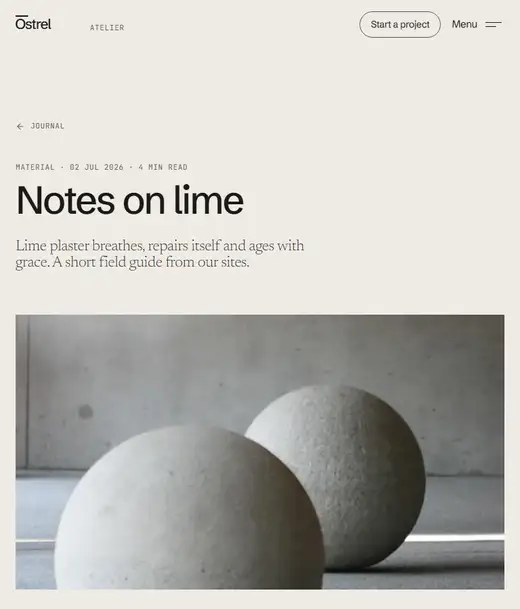 Ōstrel
ATELIER
Start a project
Menu
← JOURNAL
MATERIAL · 02 JUL 2026 · 4 MIN READ
Notes on lime
Lime plaster breathes, repairs itself and ages with
grace. A short field guide from our sites.